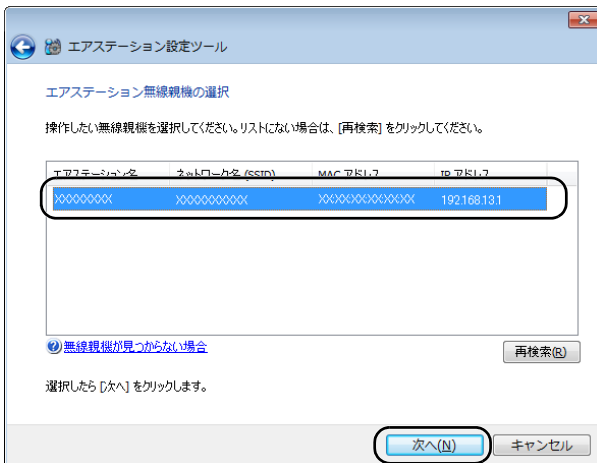 エアステーション設定ツール
エアステーション無線親機の選択
操作したい無線親機を選択してください。リストにない場合は、[再検索] をクリックしてください。
エアステーション名 ネットワーク名 (SSID) MAC アドレス IP アドレス
XXXXXXXX XXXXXXXXXX XXXXXXXXXXXX 192.168.13.1
無線親機が見つからない場合
再検索(R)
選択したら [次へ] をクリックします。
次へ(N) キャンセル